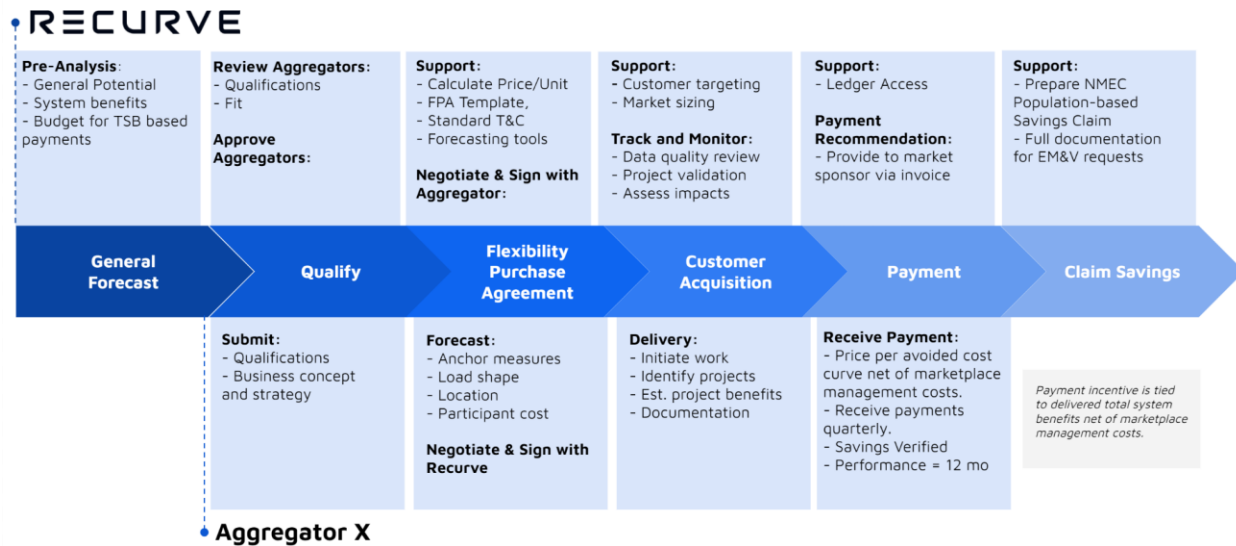 RECURVE
Pre-Analysis:
- General Potential
- System benefits
- Budget for TSB based
payments
Review Aggregators:
- Qualifications
- Fit
Approve
Aggregators:
Support:
- Calculate Price/Unit
- FPA Template,
- Standard T&C
- Forecasting tools
Negotiate & Sign with
Aggregator:
Support:
- Customer targeting
- Market sizing
Track and Monitor:
- Data quality review
- Project validation
- Assess impacts
Support:
- Ledger Access
Payment
Recommendation:
- Provide to market
sponsor via invoice
Support:
- Prepare NMEC
Population-based
Savings Claim
- Full documentation
for EM&V requests
General
Forecast
Qualify
Flexibility
Purchase
Agreement
Customer
Acquisition
Payment
Claim Savings
Submit:
- Qualifications
- Business concept
and strategy
Forecast:
- Anchor measures
- Load shape
- Location
- Participant cost
Negotiate & Sign with
Recurve
Delivery:
- Initiate work
- Identify projects
- Est. project benefits
- Documentation
Receive Payment:
- Price per avoided cost
curve net of marketplace
management costs.
- Receive payments
quarterly.
- Savings Verified
- Performance = 12 mo
Payment incentive is tied
to delivered total system
benefits net of marketplace
management costs.
Aggregator X